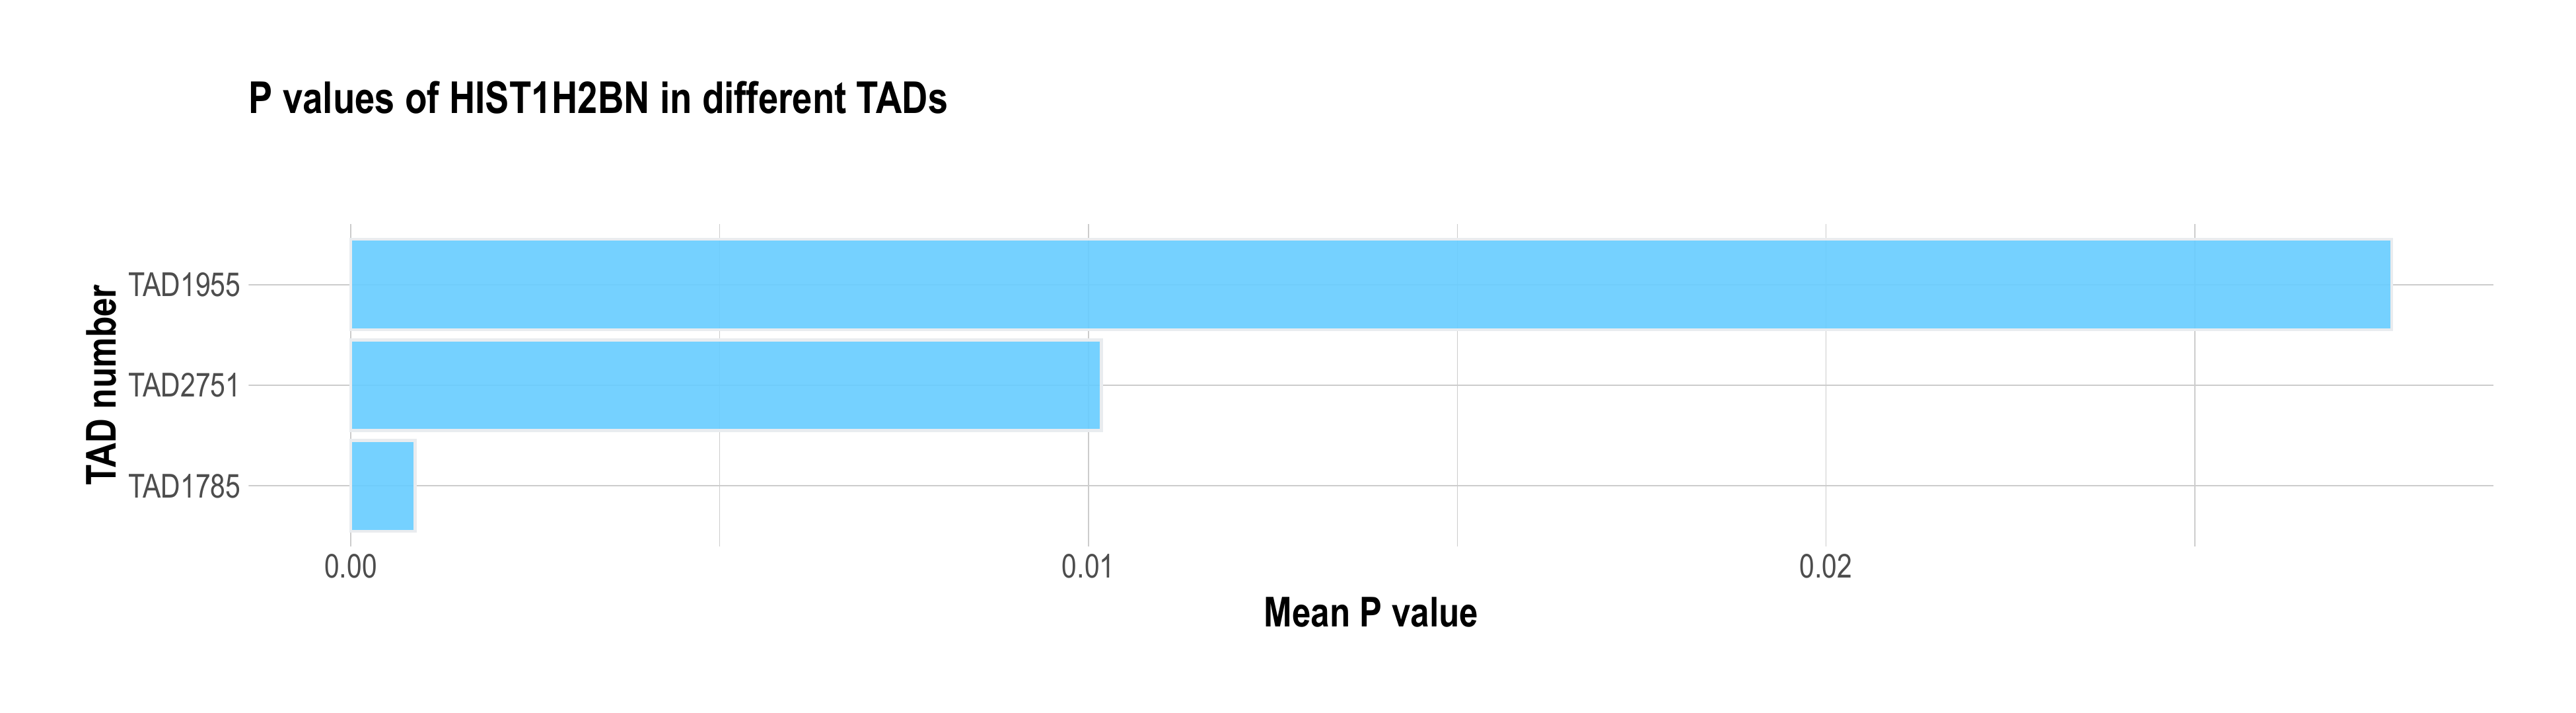 P values of HIST1H2BN in different TADs
TAD number
TAD1955
TAD2751
TAD1785
0.00
0.01
0.02
Mean P value